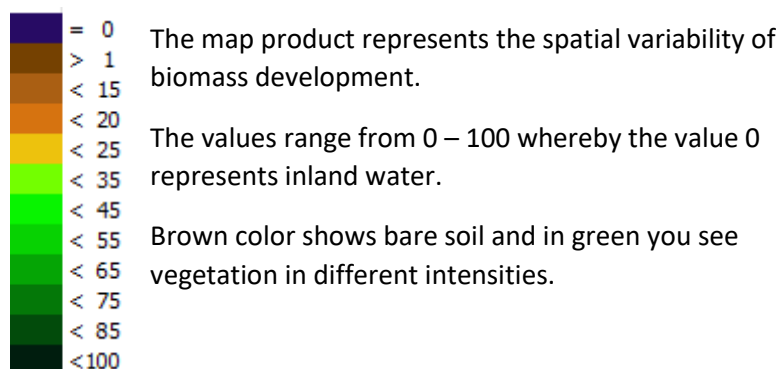 = 0
> 1
< 15
< 20
< 25
< 35
< 45
< 55
< 65
< 75
< 85
<100
The map product represents the spatial variability of
biomass development.
The values range from 0 – 100 whereby the value 0
represents inland water.
Brown color shows bare soil and in green you see
vegetation in different intensities.